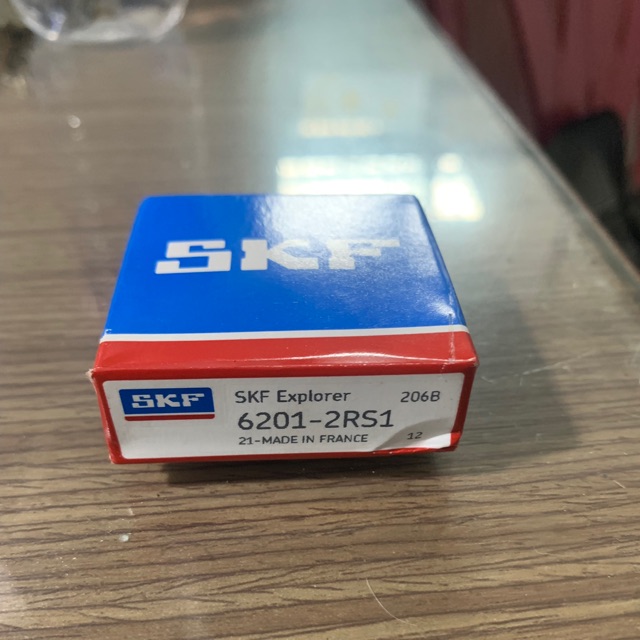 SKF
SKF
SKF Explorer 206B
6201-2RS1
21-MADE IN FRANCE 12